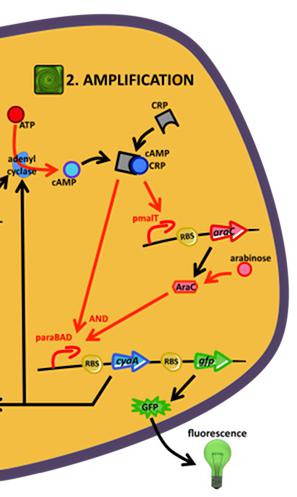 2. AMPLIFICATION
CRP
ATP
adenyl
cyclase
cAMP
cAMP
CRP
pmalT
RBS
araC
arabinose
AraC
AND
paraBAD
RBS
cyaA
RBS
gfp
GFP
fluorescence